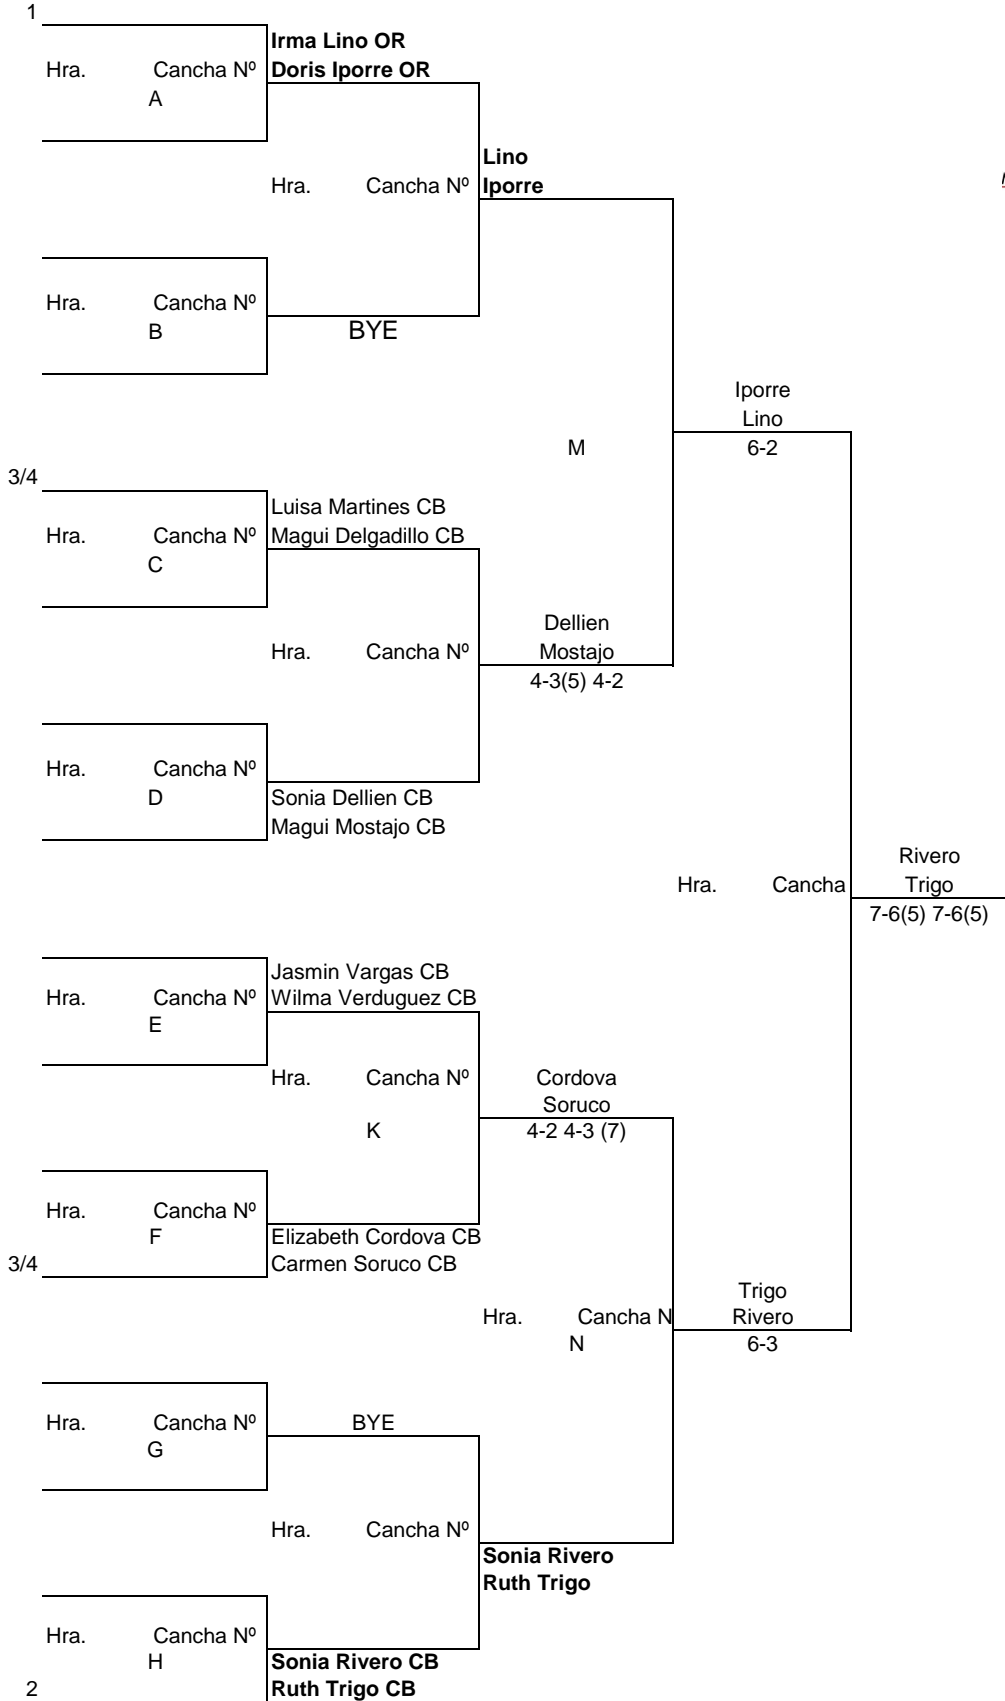 1
Irma Lino OR
Hra. Cancha Nº Doris Iporre OR
A
Lino
Hra. Cancha Nº Iporre
Hra. Cancha Nº
B BYE
Iporre
Lino
M 6-2
3/4
Luisa Martines CB
Hra. Cancha Nº Magui Delgadillo CB
C
Dellien
Hra. Cancha Nº Mostajo
4-3(5) 4-2
Hra. Cancha Nº
D Sonia Dellien CB
Magui Mostajo CB
Rivero
Hra. Cancha Trigo
7-6(5) 7-6(5)
Jasmin Vargas CB
Hra. Cancha Nº Wilma Verduguez CB
E
Hra. Cancha Nº Cordova
Soruco
K 4-2 4-3 (7)
Hra. Cancha Nº
F Elizabeth Cordova CB
3/4 Carmen Soruco CB
Trigo
Hra. Cancha N Rivero
N 6-3
Hra. Cancha Nº BYE
G
Hra. Cancha Nº
Sonia Rivero
Ruth Trigo
Hra. Cancha Nº
H Sonia Rivero CB
2 Ruth Trigo CB